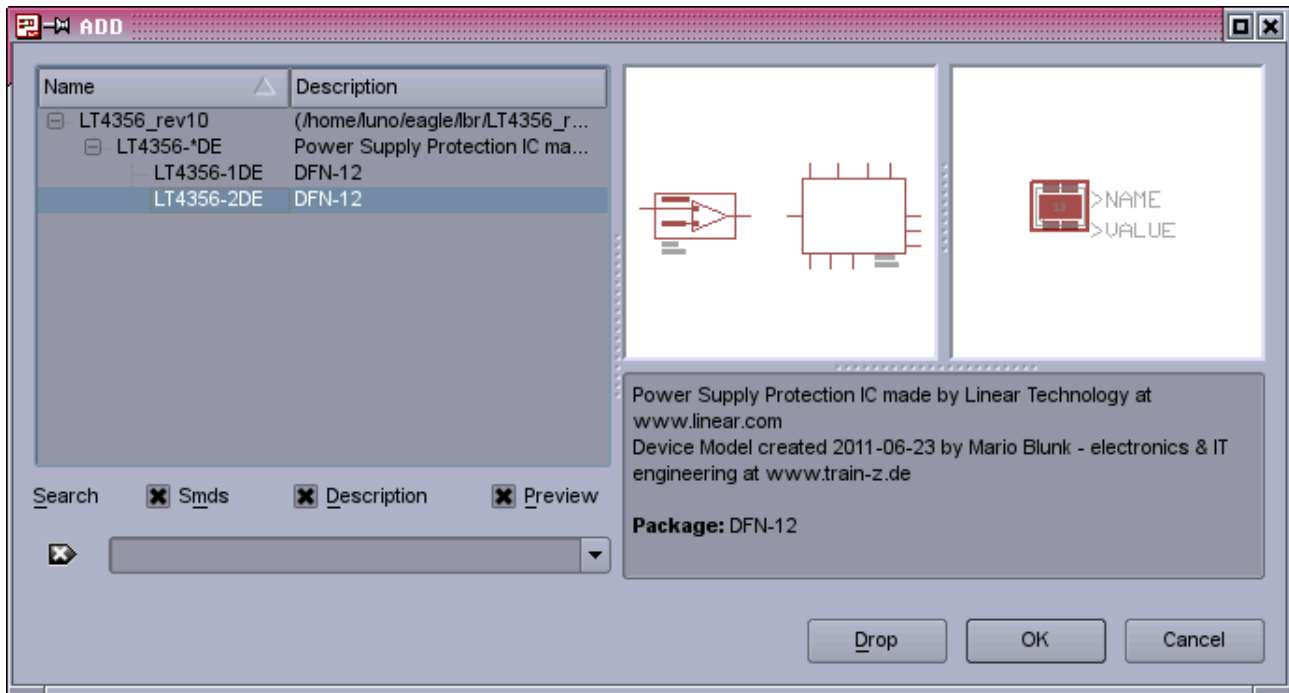 ADD
Name Description
LT4356_rev10 (/home/luno/eagle/lbr/LT4356_r...
LT4356-*DE Power Supply Protection IC ma...
LT4356-1DE DFN-12
LT4356-2DE DFN-12
>NAME
>VALUE
Power Supply Protection IC made by Linear Technology at
www.linear.com
Device Model created 2011-06-23 by Mario Blunk - electronics & IT
engineering at www.train-z.de
Package: DFN-12
Search Smds Description Preview
Drop OK Cancel